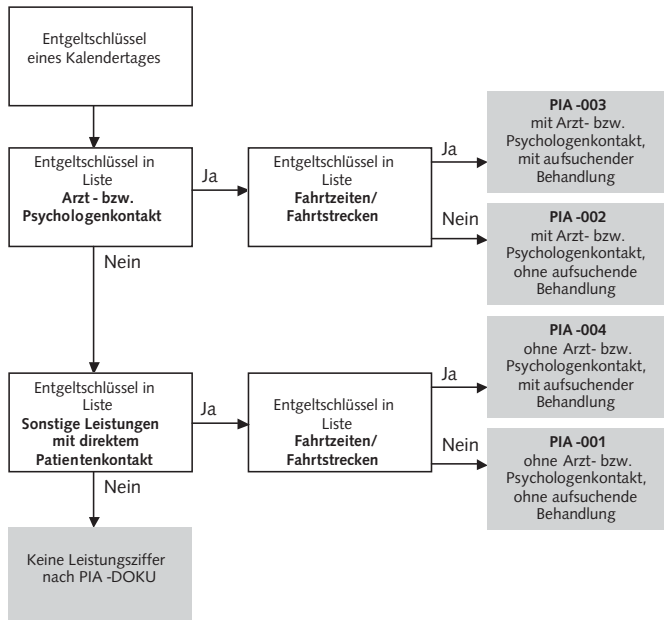 Entgeltschlüssel
eines Kalendertages
Entgeltschlüssel in
Liste
Arzt - bzw.
Psychologenkontakt
Ja
Entgeltschlüssel in
Liste
Fahrtzeiten/
Fahrtstrecken
Ja
PIA -003
mit Arzt- bzw.
Psychologenkontakt,
mit aufsuchender
Behandlung
Nein
PIA -002
mit Arzt- bzw.
Psychologenkontakt,
ohne aufsuchende
Behandlung
Nein
Entgeltschlüssel in
Liste
Sonstige Leistungen
mit direktem
Patientenkontakt
Ja
Entgeltschlüssel in
Liste
Fahrtzeiten/
Fahrtstrecken
Ja
PIA -004
ohne Arzt- bzw.
Psychologenkontakt,
mit aufsuchender
Behandlung
Nein
PIA -001
ohne Arzt- bzw.
Psychologenkontakt,
ohne aufsuchende
Behandlung
Nein
Keine Leistungsziffer
nach PIA -DOKU